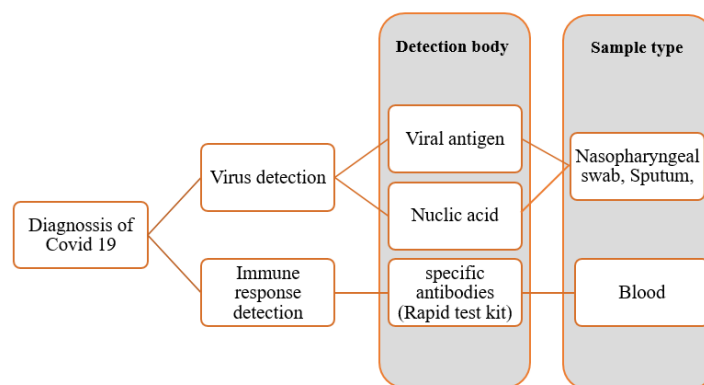 Detection body
Sample type
Viral antigen
Nasopharyngeal
swab, Sputum,
Virus detection
Nuclic acid
Diagnossis of
Covid 19
Immune
response
detection
specific
antibodies
(Rapid test kit)
Blood